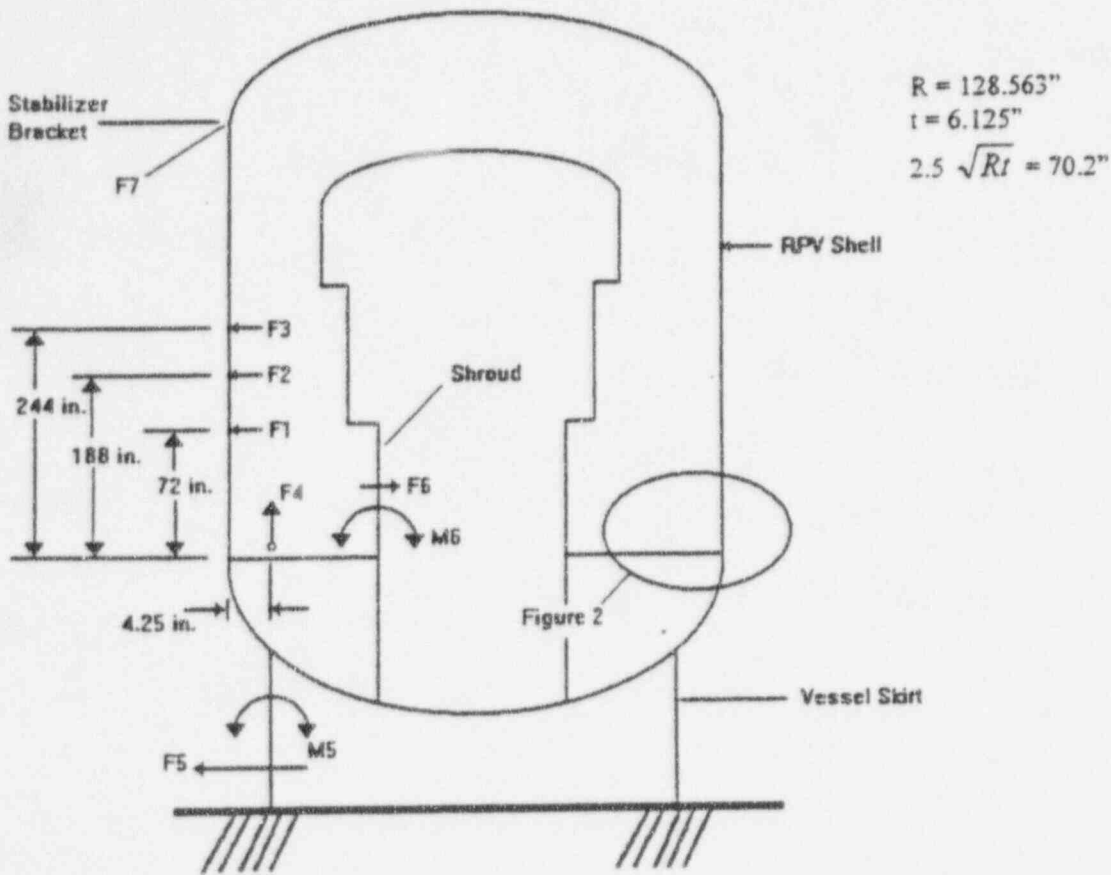 R = 128.563"
t = 6.125"
2.5 √Rt = 70.2"
Stabilizer
Bracket
F7
RPV Shell
F3
F2
F1
244 in.
188 in.
72 in.
Shroud
F4
F6
M6
4.25 in.
Figure 2
Vessel Skirt
M5
F5